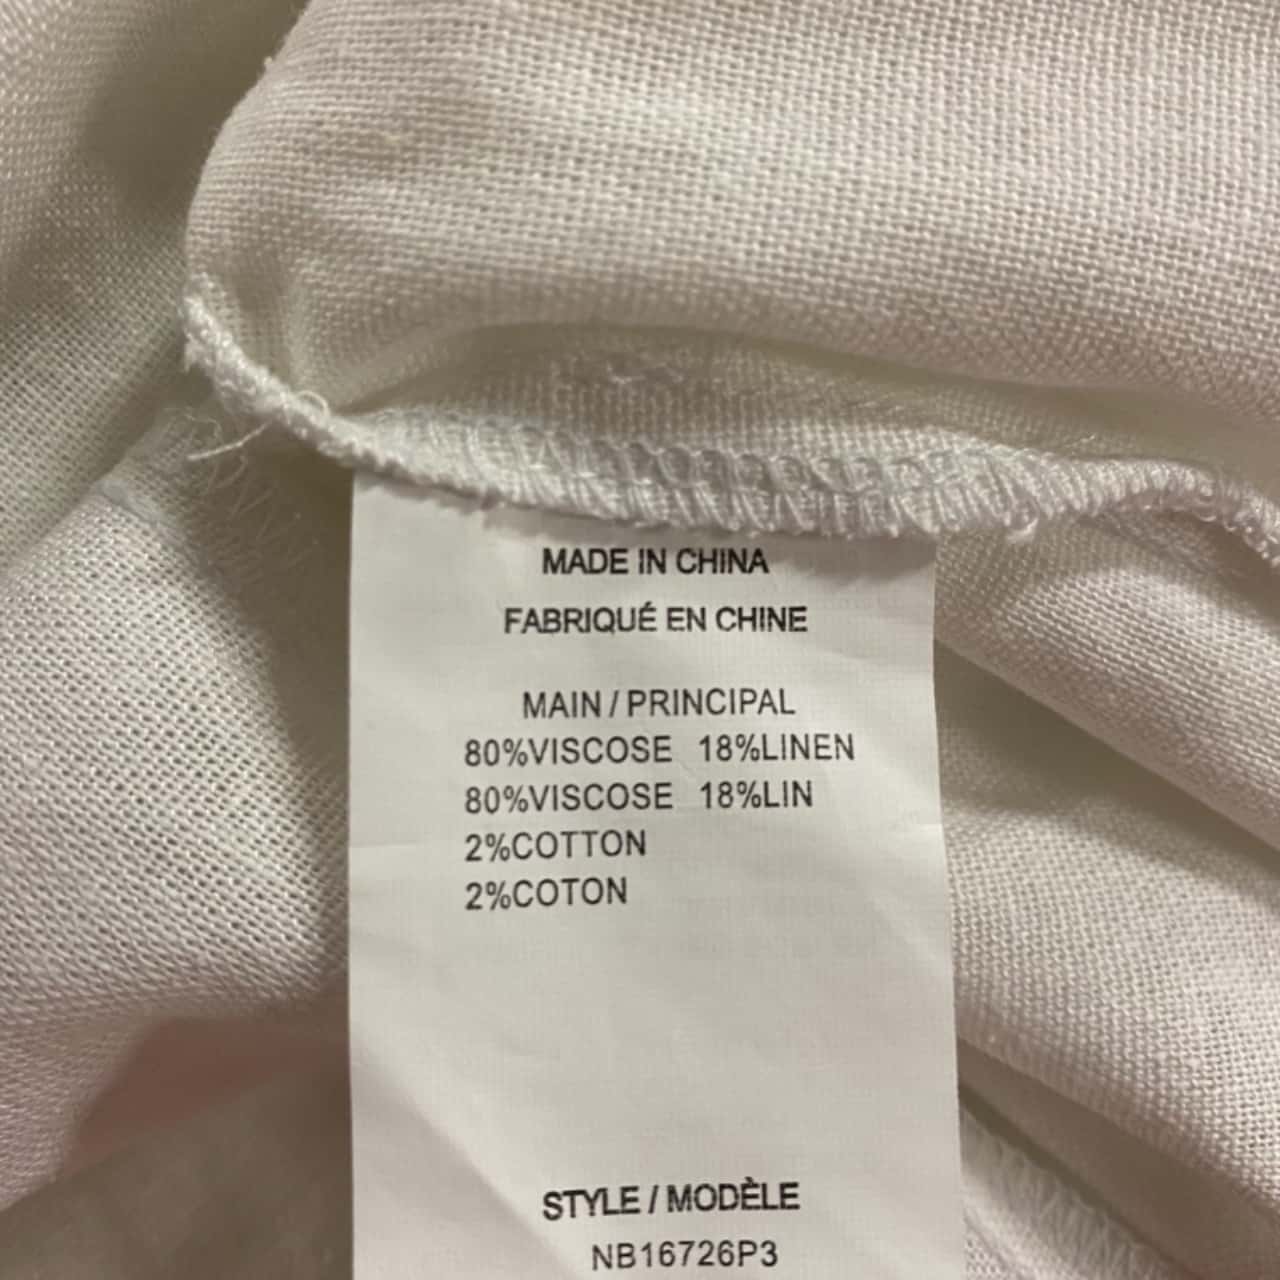 MADE IN CHINA
FABRIQUÉ EN CHINE
MAIN / PRINCIPAL
80%VISCOSE 18%LINEN
80%VISCOSE 18%LIN
2%COTTON
2%COTON
STYLE / MODÈLE
NB16726P3